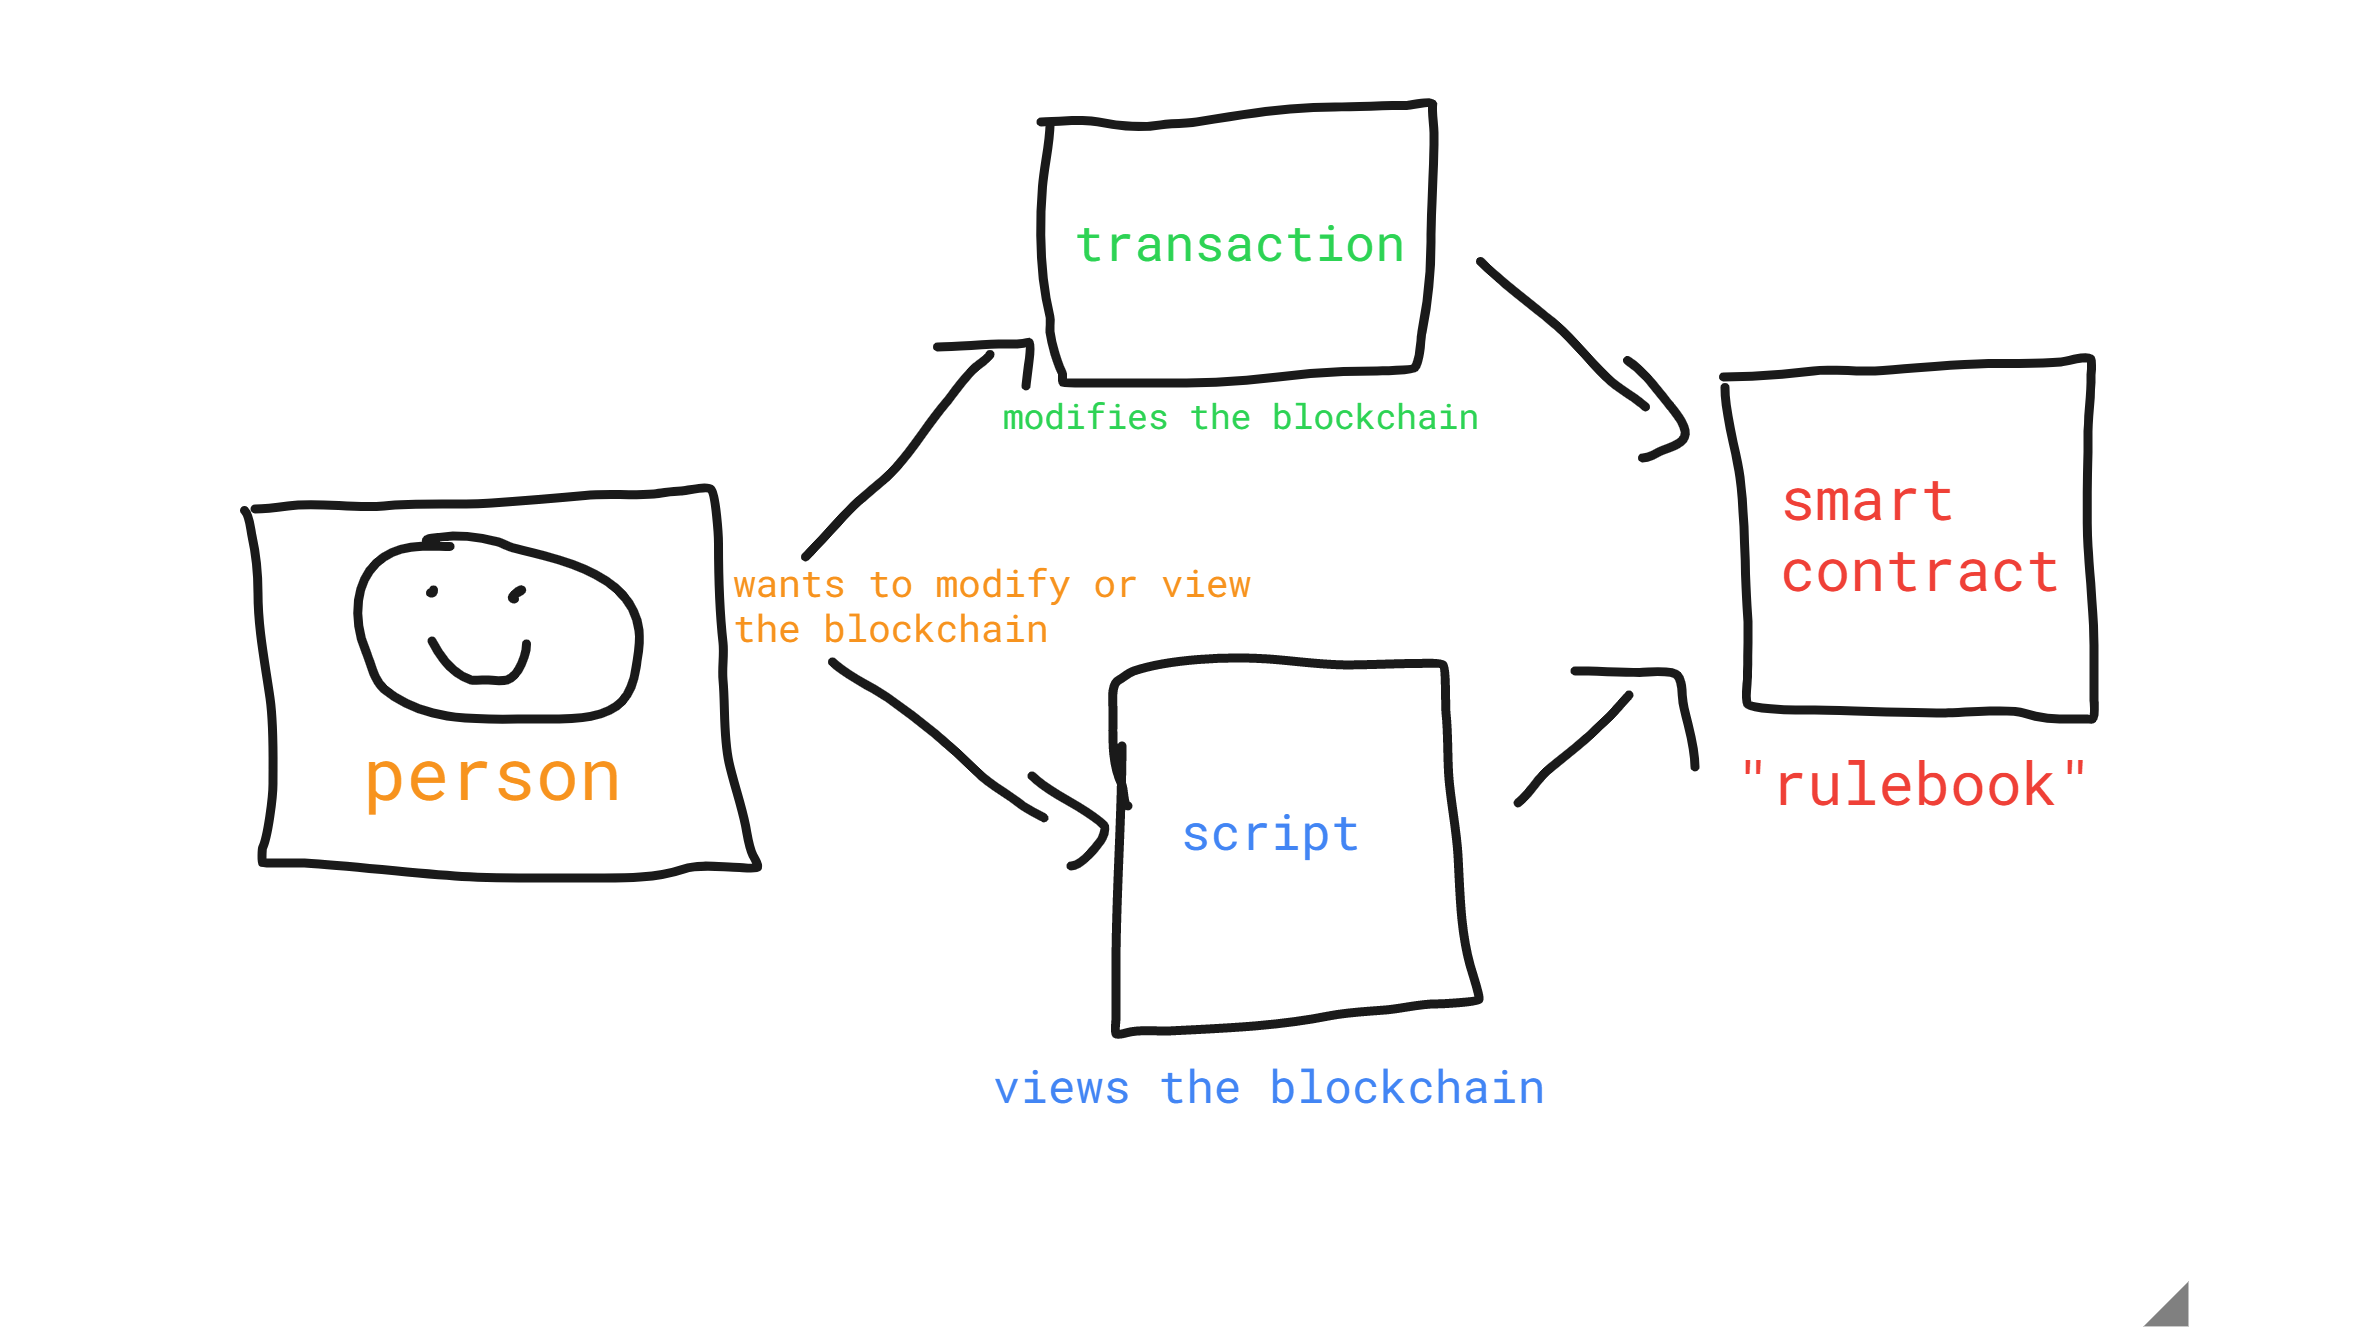 transaction
modifies the blockchain
smart
contract
"rulebook"
wants to modify or view
the blockchain
person
script
views the blockchain